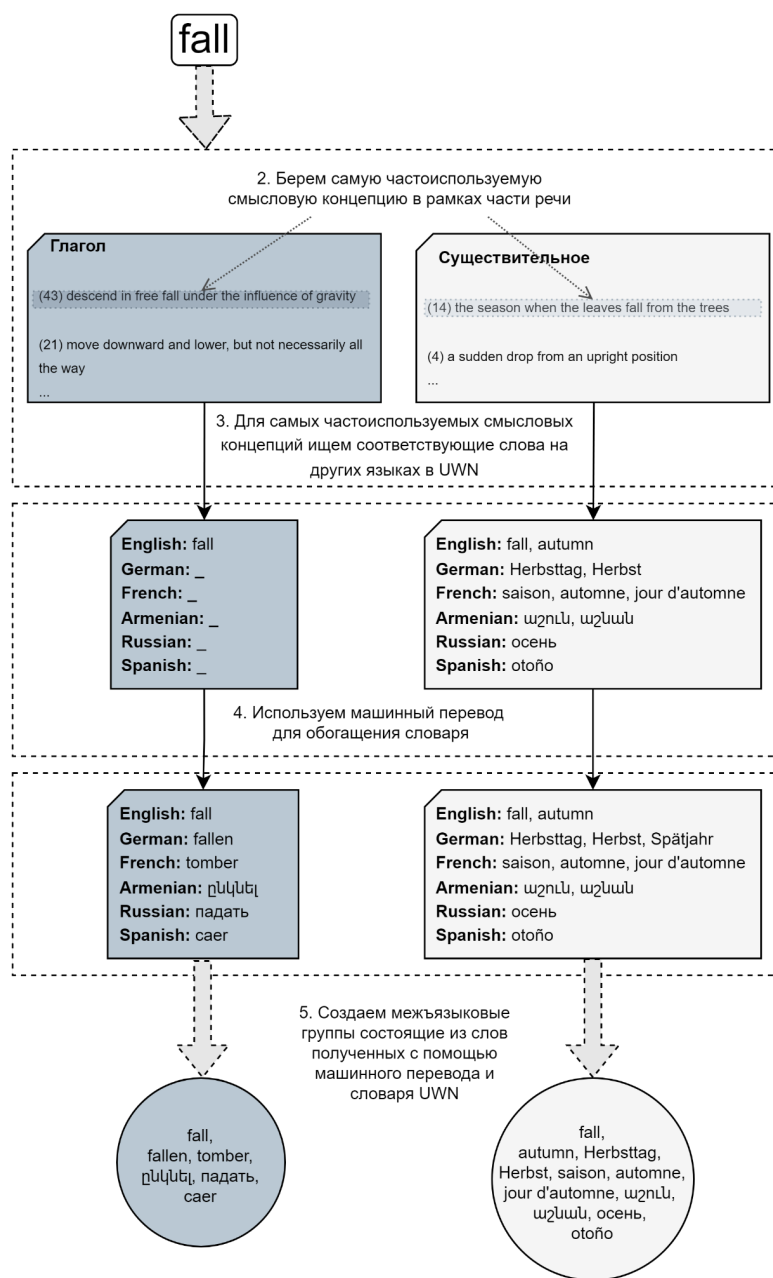 fall
2. Берем самую частоиспользуемую
смысловую концепцию в рамках части речи
Глагол
(43) descend in free fall under the influence of gravity
(21) move downward and lower, but not necessarily all
the way
...
Существительное
(14) the season when the leaves fall from the trees
(4) a sudden drop from an upright position
...
3. Для самых частоиспользуемых смысловых
концепций ищем соответствующие слова на
других языках в UWN
English: fall
German: _
French: _
Armenian: _
Russian: _
Spanish: _
English: fall, autumn
German: Herbsttag, Herbst
French: saison, automne, jour d'automne
Armenian: աշուն, աշնան
Russian: осень
Spanish: otoño
4. Используем машинный перевод
для обогащения словаря
English: fall
German: fallen
French: tomber
Armenian: ընկնել
Russian: падать
Spanish: caer
English: fall, autumn
German: Herbsttag, Herbst, Spätjahr
French: saison, automne, jour d'automne
Armenian: աշուն, աշնան
Russian: осень
Spanish: otoño
5. Создаем межъязыковые
группы состоящие из слов
полученных с помощью
машинного перевода и
словаря UWN
fall,
fallen, tomber,
ընկնել, падать,
caer
fall,
autumn, Herbsttag,
Herbst, saison, automne,
jour d'automne, աշուն,
աշնան, осень,
otoño